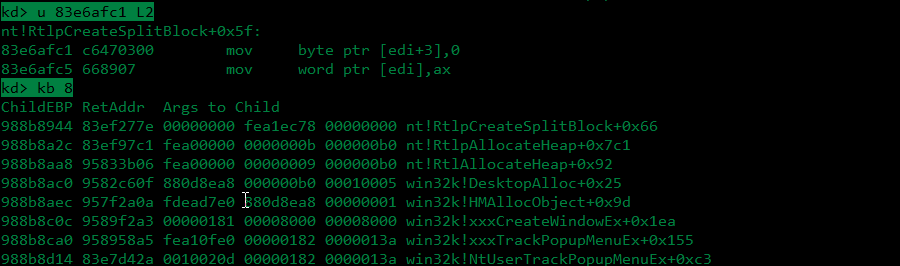 kd> u 83e6afc1 L2
nt!RtlpCreateSplitBlock+0x5f:
83e6afc1 c6470300 mov byte ptr [edi+3],0
83e6afc5 668907 mov word ptr [edi],ax
kd> kb 8
ChildEBP RetAddr Args to Child
988b8944 83ef277e 00000000 fea1ec78 00000000 nt!RtlpCreateSplitBlock+0x66
988b8a2c 83ef97c1 fea00000 0000000b 000000b0 nt!RtlpAllocateHeap+0x7c1
988b8aa8 95833b06 fea00000 00000009 000000b0 nt!RtlAllocateHeap+0x92
988b8ac0 9582c60f 880d8ea8 000000b0 00010005 win32k!DesktopAlloc+0x25
988b8aec 957f2a0a fdead7e0 880d8ea8 00000001 win32k!HMAllocObject+0x9d
988b8c0c 9589f2a3 00000181 00008000 00008000 win32k!xxxCreateWindowEx+0x1ea
988b8ca0 958958a5 fea10fe0 00000182 0000013a win32k!xxxTrackPopupMenuEx+0x155
988b8d14 83e7d42a 0010020d 00000182 0000013a win32k!NtUserTrackPopupMenuEx+0xc3